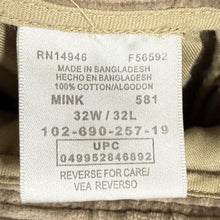 RN14946 F56592
MADE IN BANGLADESH
HECHO EN BANGLADESH
100% COTTON/ALGODON
MINK 581
32W / 32L
102-690-257-19
UPC
049952846892
REVERSE FOR CARE/
VEA REVERSO